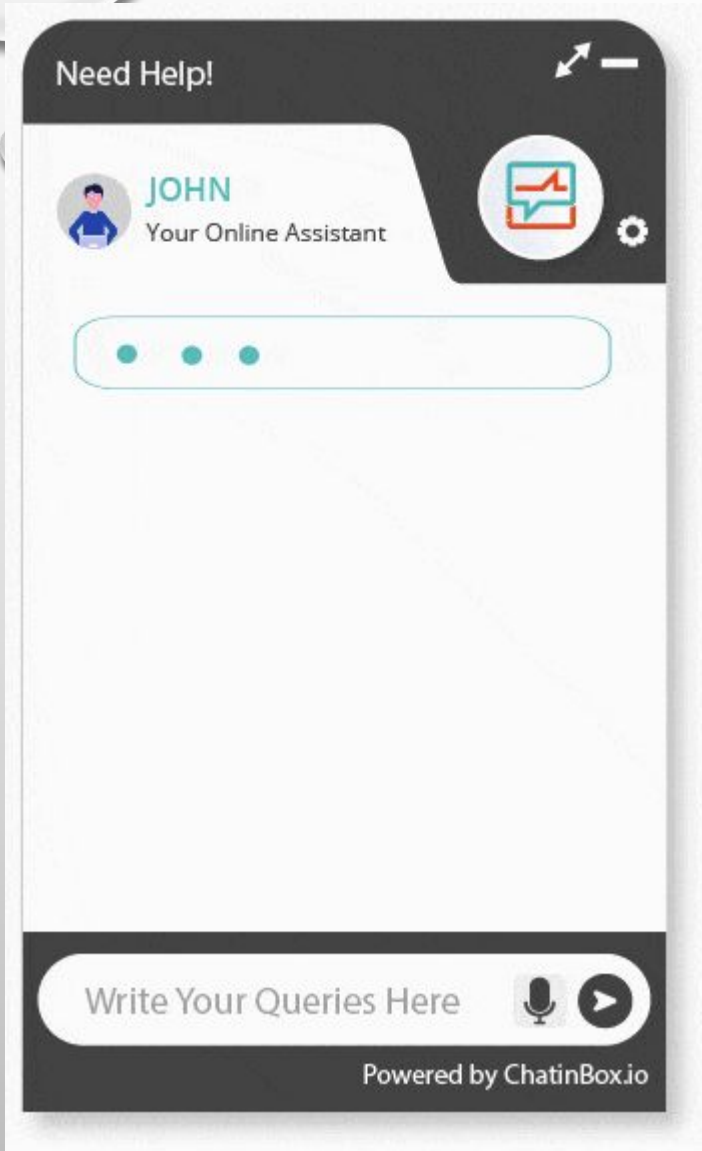 Need Help!
JOHN
Your Online Assistant
Write Your Queries Here
Powered by ChatinBox.io